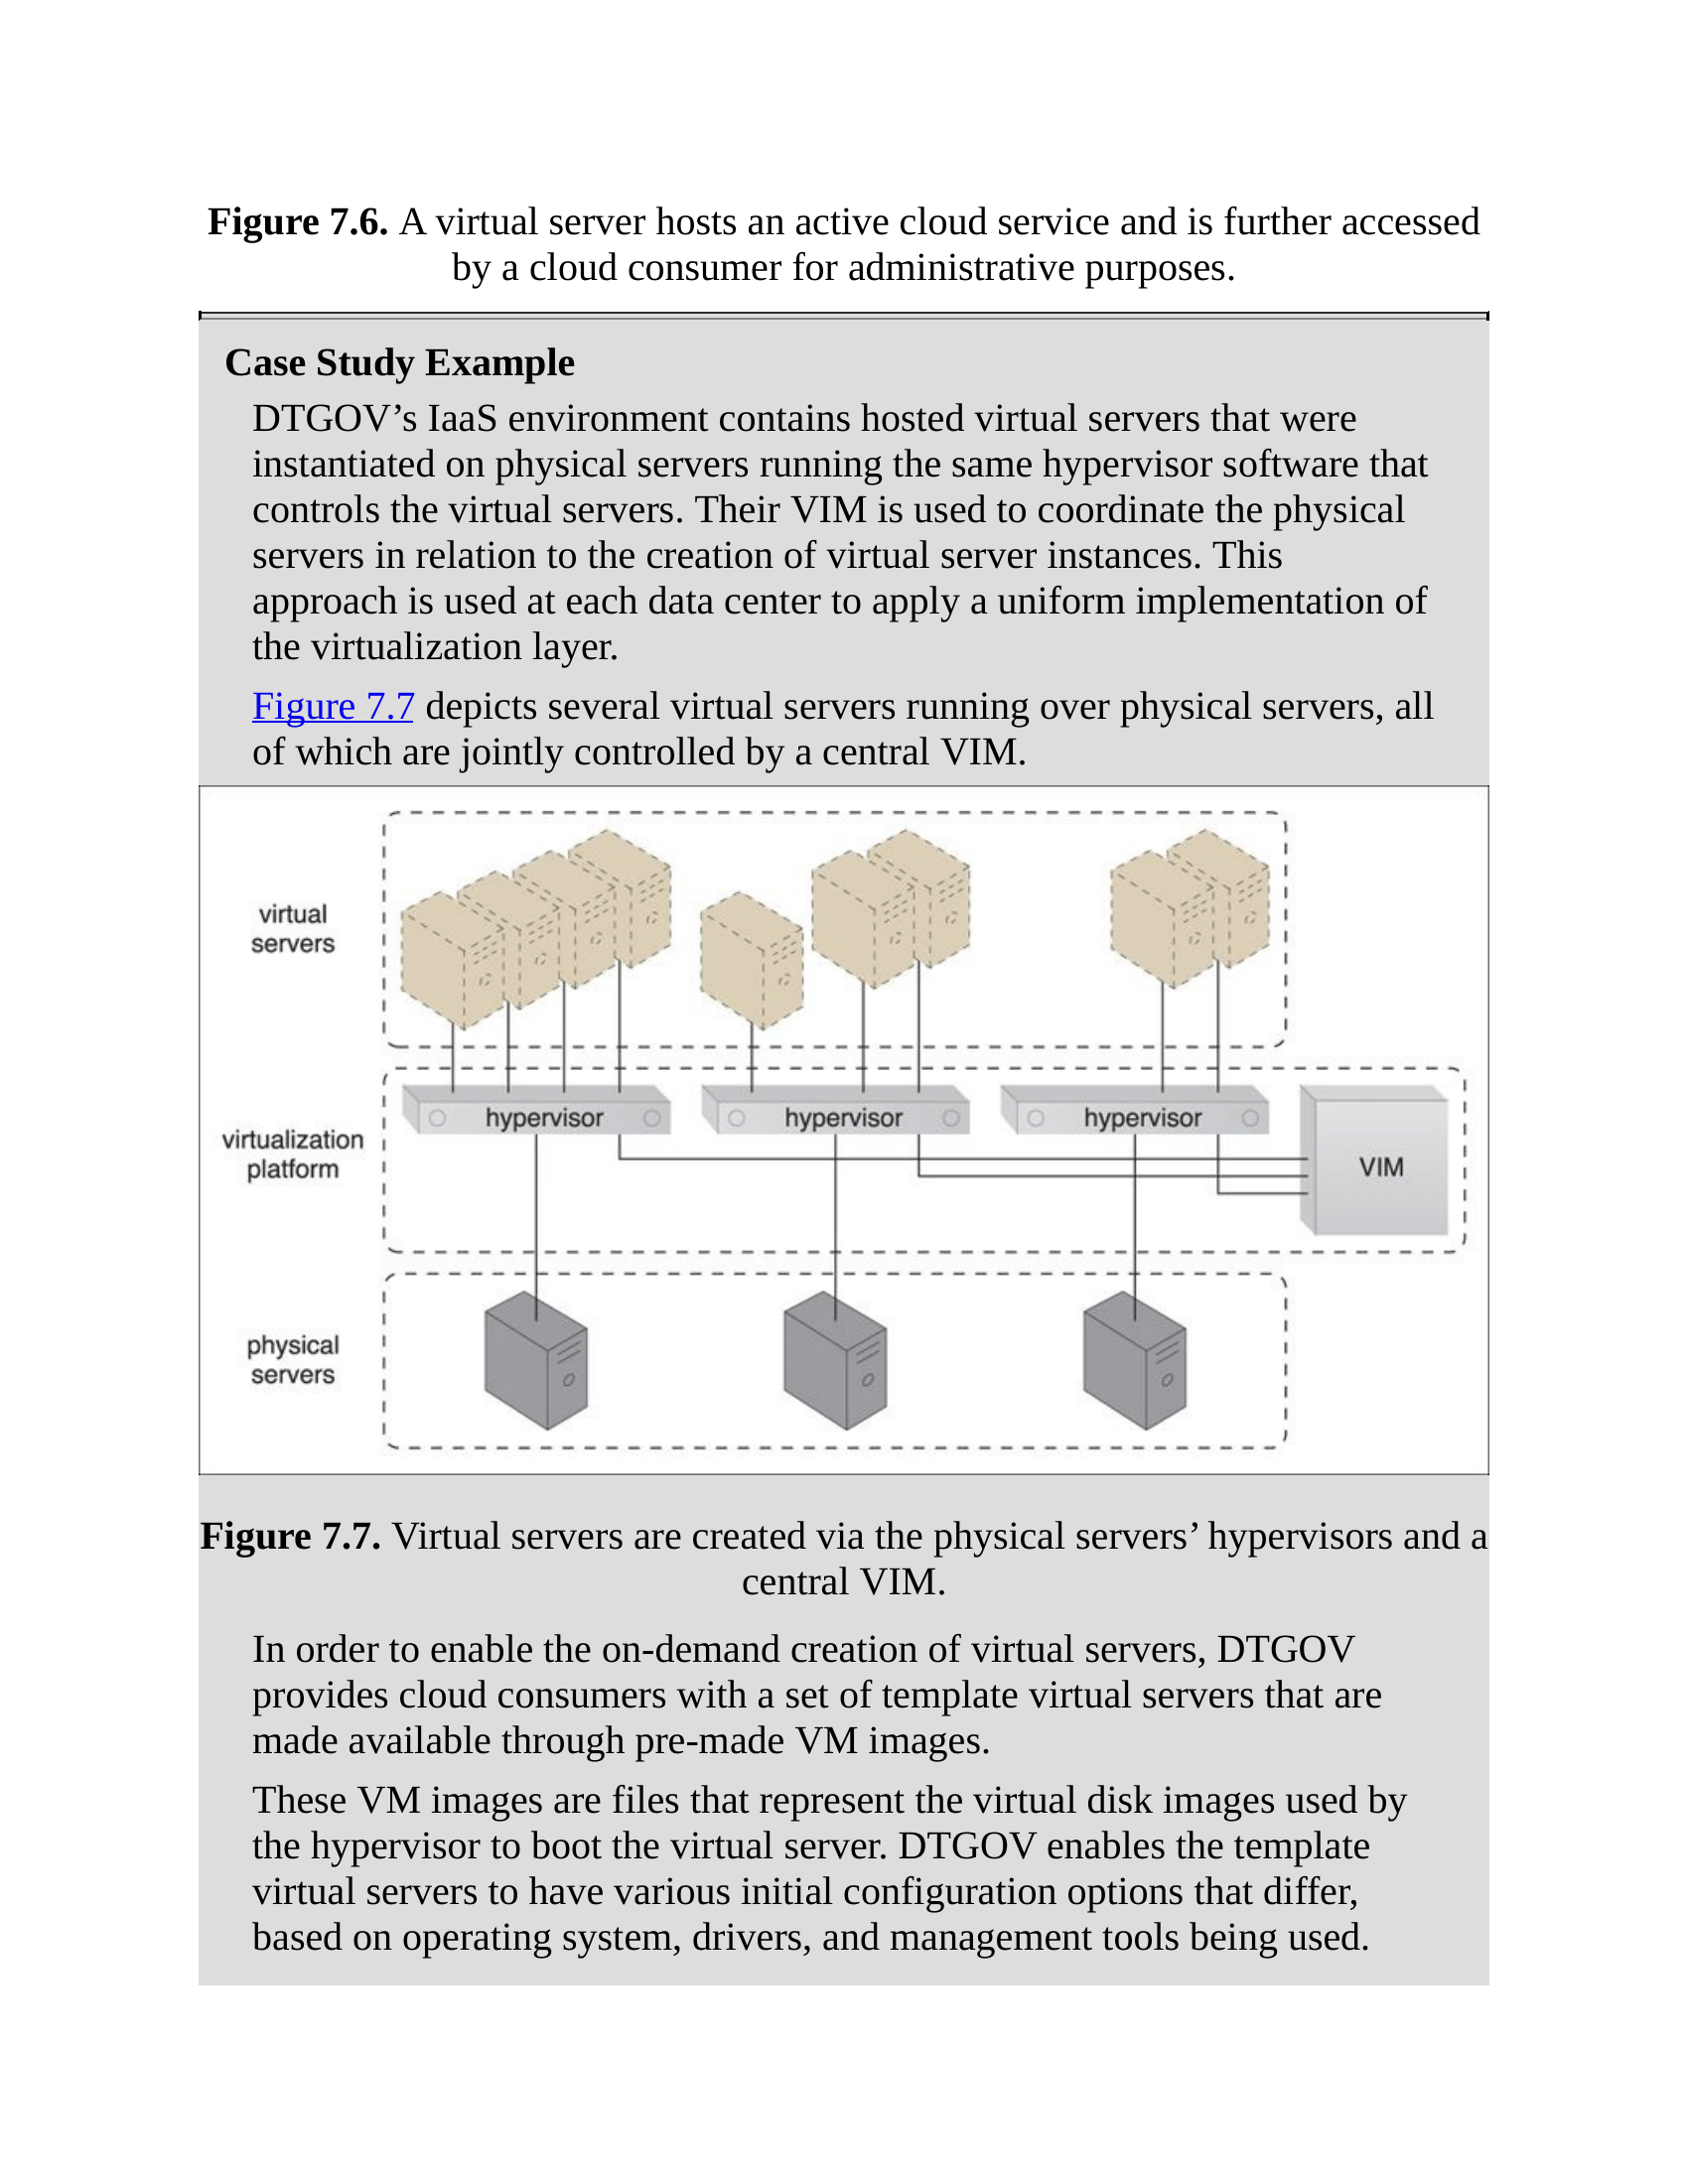 Figure 7.6. A virtual server hosts an active cloud service and is further accessed
by a cloud consumer for administrative purposes.
Case Study Example
DTGOV’s IaaS environment contains hosted virtual servers that were
instantiated on physical servers running the same hypervisor software that
controls the virtual servers. Their VIM is used to coordinate the physical
servers in relation to the creation of virtual server instances. This
approach is used at each data center to apply a uniform implementation of
the virtualization layer.
Figure 7.7 depicts several virtual servers running over physical servers, all
of which are jointly controlled by a central VIM.
virtual
servers
hypervisor
hypervisor
hypervisor
virtualization
platform
VIM
physical
servers
Figure 7.7. Virtual servers are created via the physical servers’ hypervisors and a
central VIM.
In order to enable the on-demand creation of virtual servers, DTGOV
provides cloud consumers with a set of template virtual servers that are
made available through pre-made VM images.
These VM images are files that represent the virtual disk images used by
the hypervisor to boot the virtual server. DTGOV enables the template
virtual servers to have various initial configuration options that differ,
based on operating system, drivers, and management tools being used.